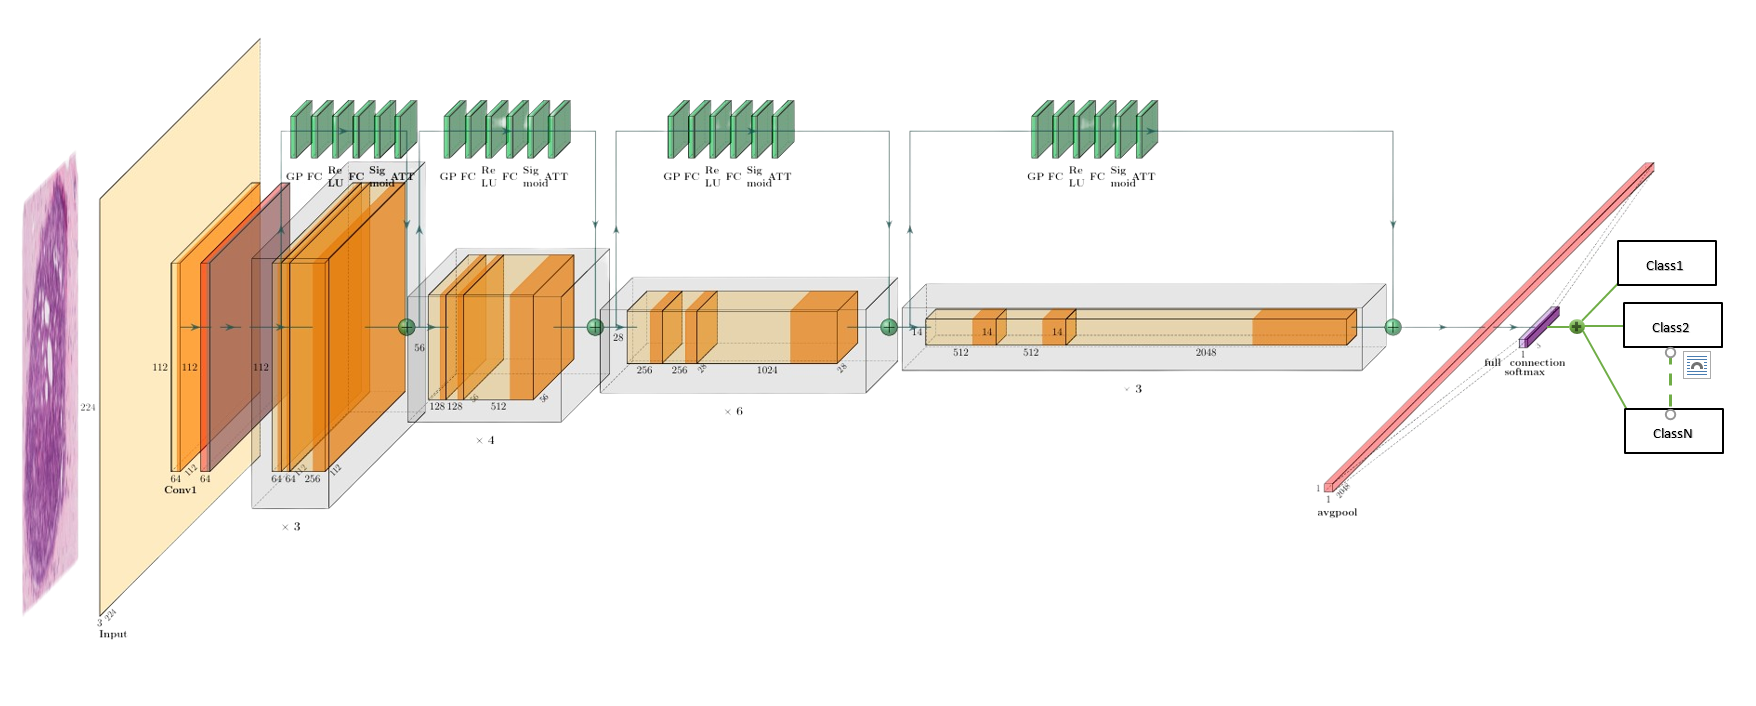 GP FC Re LU FC Sig moid ATT
GP FC Re LU FC Sig moid ATT
GP FC Re LU FC Sig moid ATT
GP FC Re LU FC Sig moid ATT
224
3 224
Input
112 112
64 112 64
Conv1
112
64 64 112 256 112
× 3
56
128 128 56 512 56
× 4
28
256 256 28 1024 28
× 6
14 14 14
512 512 2048
× 3
1
1 2048
avgpool
1
full connection
softmax
Class1
Class2
ClassN